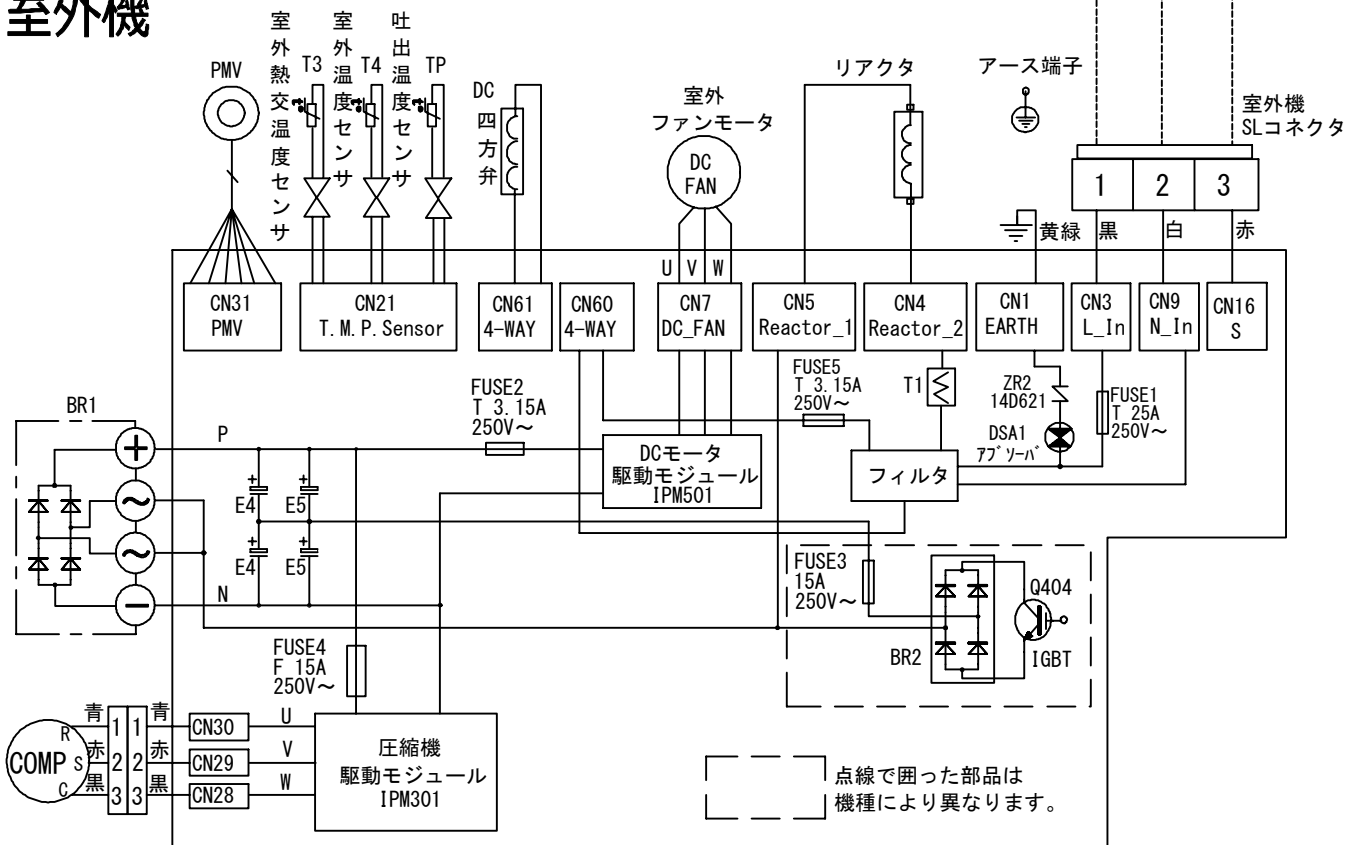 室外機
室外熱交温度センサ
T3
室外温度センサ
T4
吐出温度センサ
TP
PMV
DC
四方弁
室外
ファンモータ
DC
FAN
リアクタ
アース端子
室外機
SLコネクタ
1
2
3
黄緑
黒
白
赤
U
V
W
CN31
PMV
CN21
T.M.P.Sensor
CN61
4-WAY
CN60
4-WAY
CN7
DC_FAN
CN5
Reactor_1
CN4
Reactor_2
CN1
EARTH
CN3
L_In
CN9
N_In
CN16
S
FUSE2
T 3.15A
250V～
FUSE5
T 3.15A
250V～
T1
ZR2
14D621
DSA1
ｱﾌﾞｿｰﾊﾞ
FUSE1
T 25A
250V～
BR1
P
N
E4
E5
E4
E5
DCモータ
駆動モジュール
IPM501
フィルタ
FUSE3
15A
250V～
BR2
Q404
IGBT
FUSE4
F 15A
250V～
COMP
R
S
C
青
赤
黒
1
2
3
1
2
3
青
赤
黒
CN30
CN29
CN28
U
V
W
圧縮機
駆動モジュール
IPM301
点線で囲った部品は
機種により異なります。